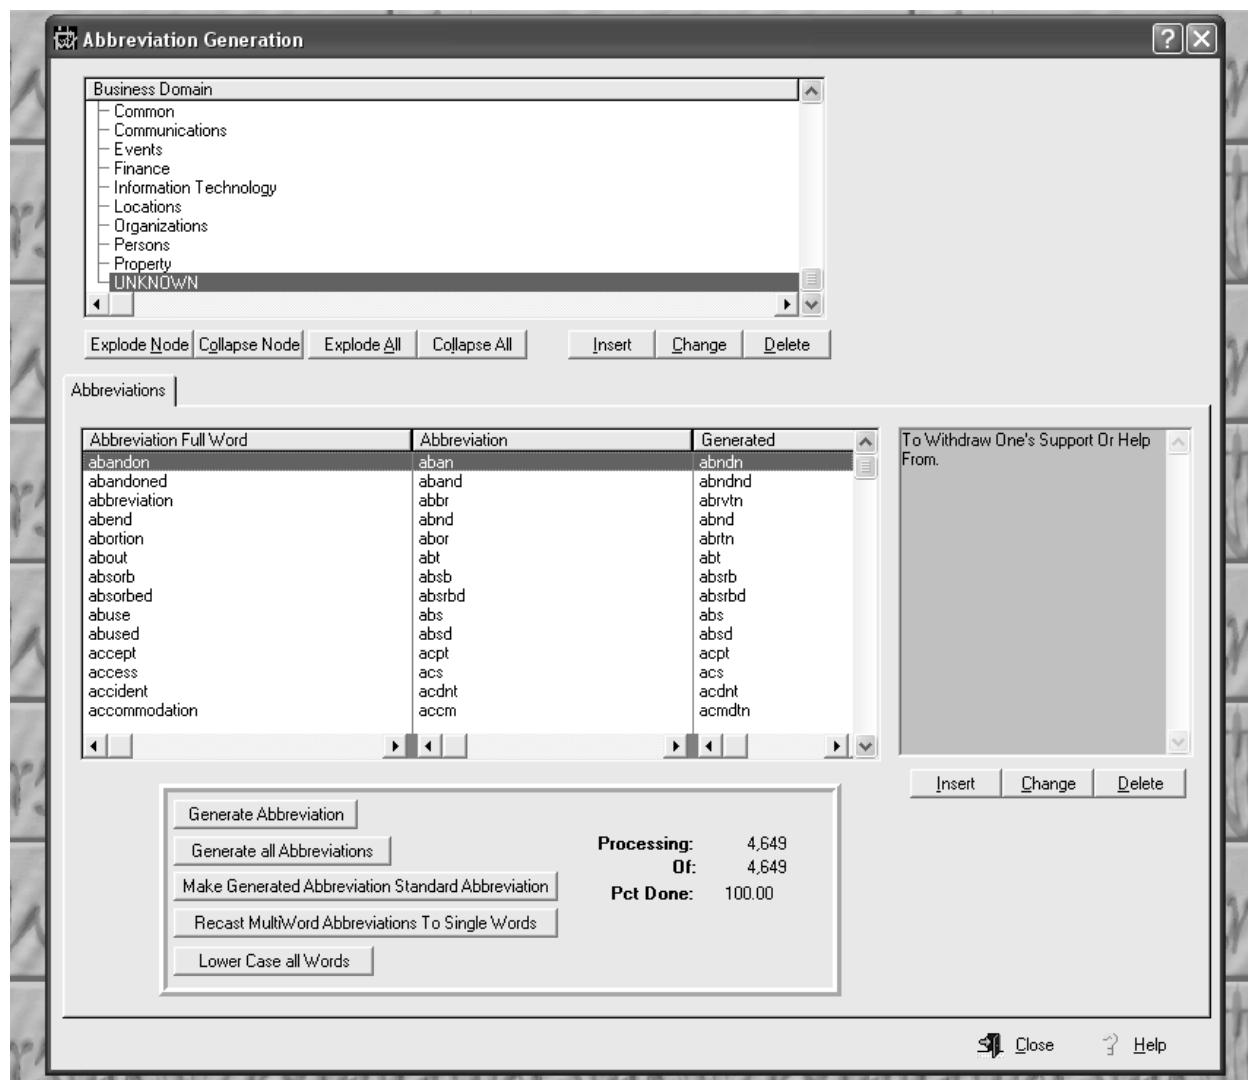 Abbreviation Generation
Business Domain
Common
Communications
Events
Finance
Information Technology
Locations
Organizations
Persons
Property
UNKNOWN
Explode Node Collapse Node Explode All Collapse All Insert Change Delete
Abbreviations
Abbreviation Full Word Abbreviation Generated
abandon aban abndn
abandoned aband abndnd
abbreviation abbr abrvtn
abend abnd abnd
abortion abor abrtn
about abt abt
absorb absb absrb
absorbed absrbd absrbd
abuse abs abs
abused absd absd
accept acpt acpt
access acs acs
accident acdnt acdnt
accommodation accm acmdtn
To Withdraw One's Support Or Help
From.
Insert Change Delete
Generate Abbreviation
Generate all Abbreviations
Make Generated Abbreviation Standard Abbreviation
Recast MultiWord Abbreviations To Single Words
Lower Case all Words
Processing: 4,649
Of: 4,649
Pct Done: 100.00
Close Help